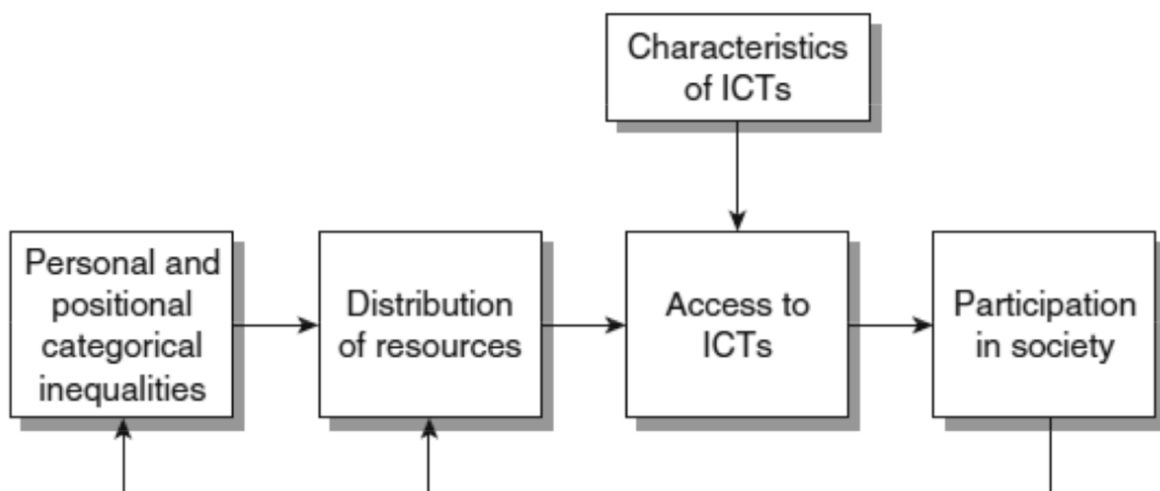 Characteristics
of ICTs
Personal and
positional
categorical
inequalities
Distribution
of resources
Access to
ICTs
Participation
in society